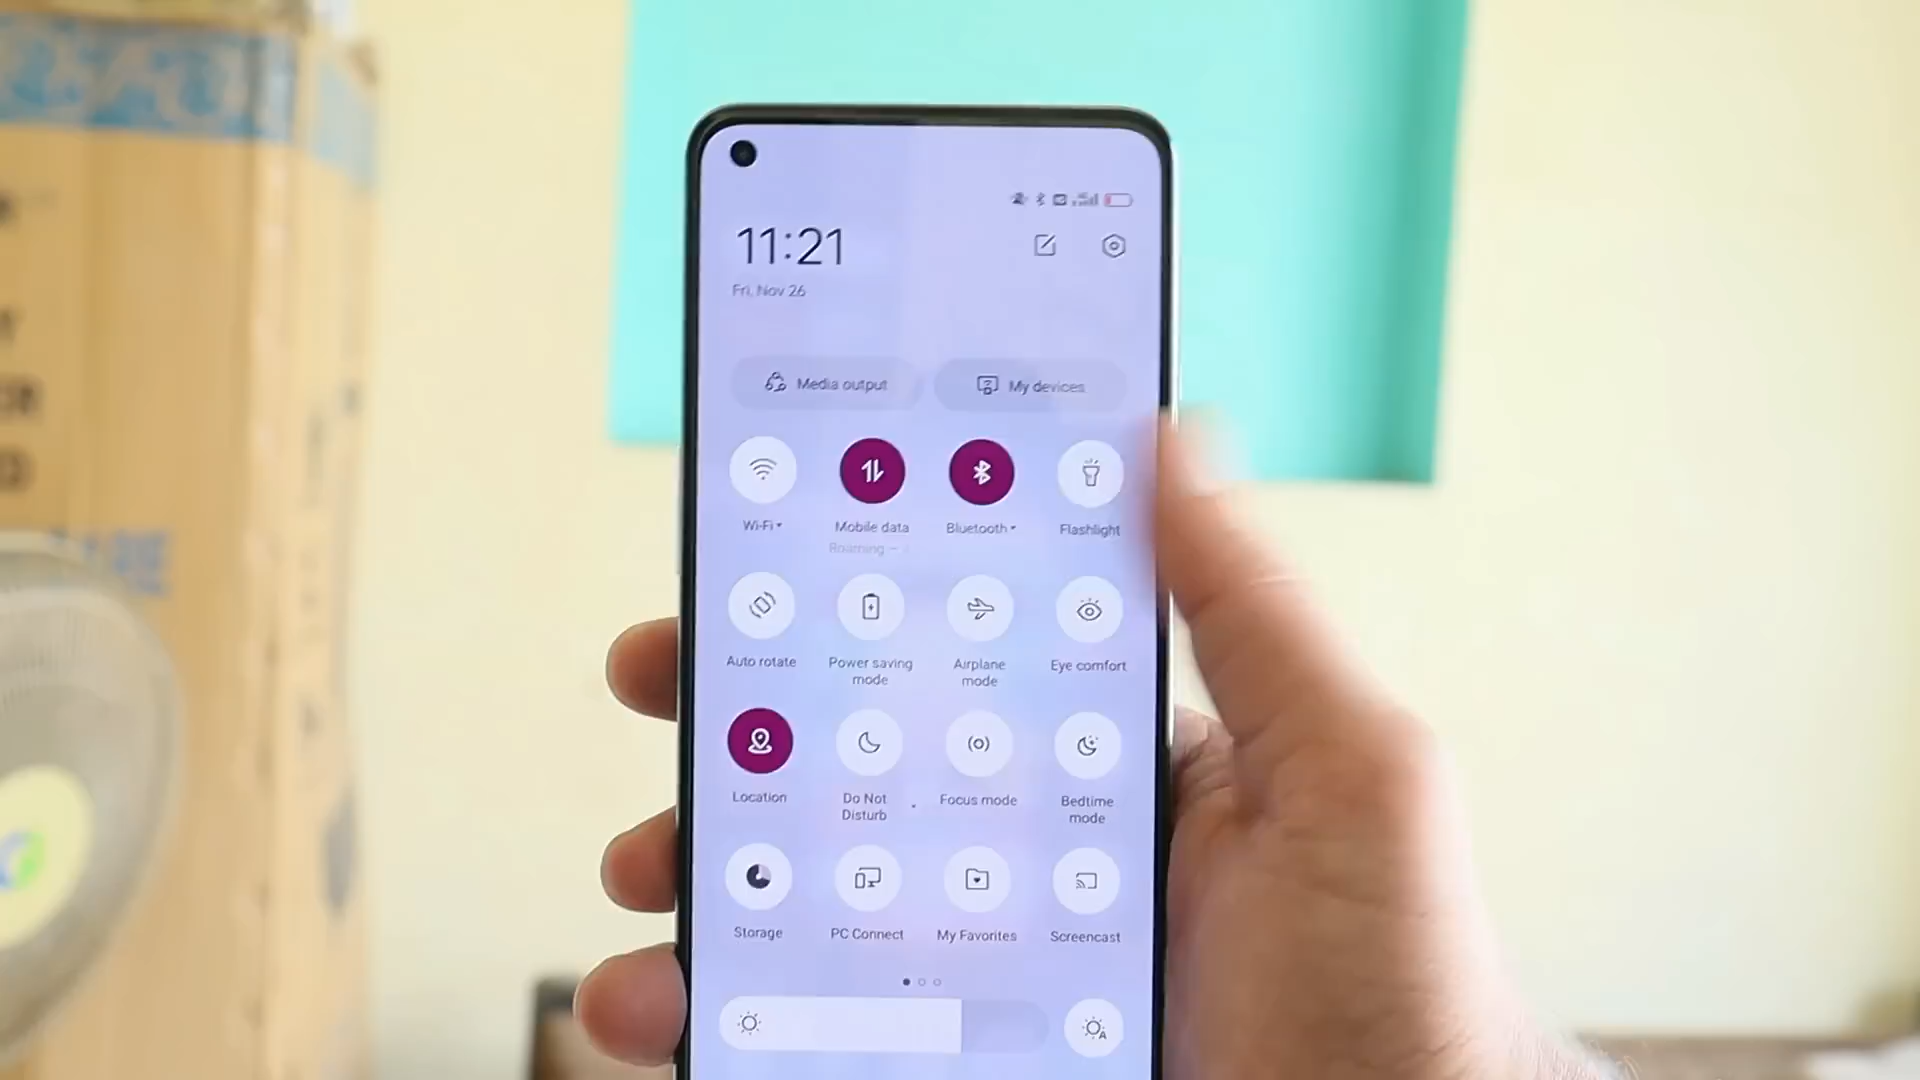 11:21
Fri, Nov 26
Media output
My devices
Wi-Fi
Mobile data
Bluetooth
Flashlight
Roaming
Auto rotate
Power saving
mode
Airplane
mode
Eye comfort
Location
Do Not
Disturb
Focus mode
Bedtime
mode
Storage
PC Connect
My Favorites
Screencast
A